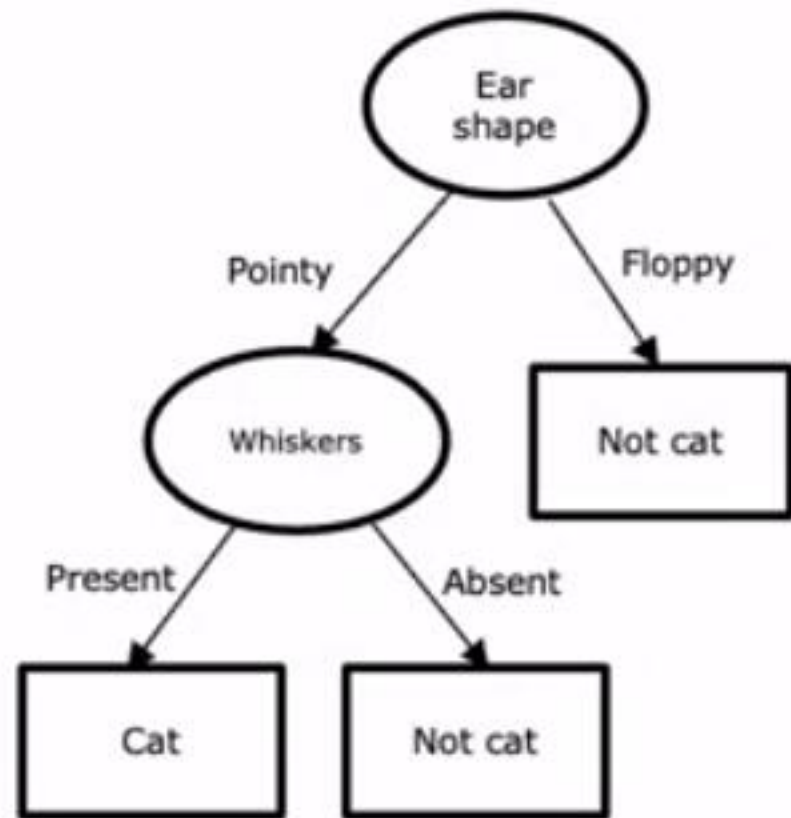 Ear
shape
Pointy
Floppy
Whiskers
Not cat
Present
Absent
Cat
Not cat